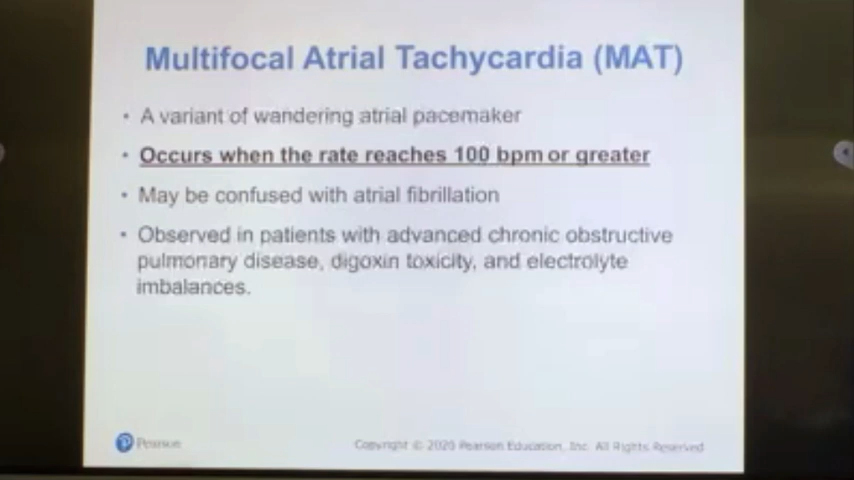 Multifocal Atrial Tachycardia (MAT)
• A variant of wandering atrial pacemaker
• Occurs when the rate reaches 100 bpm or greater
• May be confused with atrial fibrillation
• Observed in patients with advanced chronic obstructive
pulmonary disease, digoxin toxicity, and electrolyte
imbalances.
Pearson
Copyright © 2020 Pearson Education, Inc. All Rights Reserved